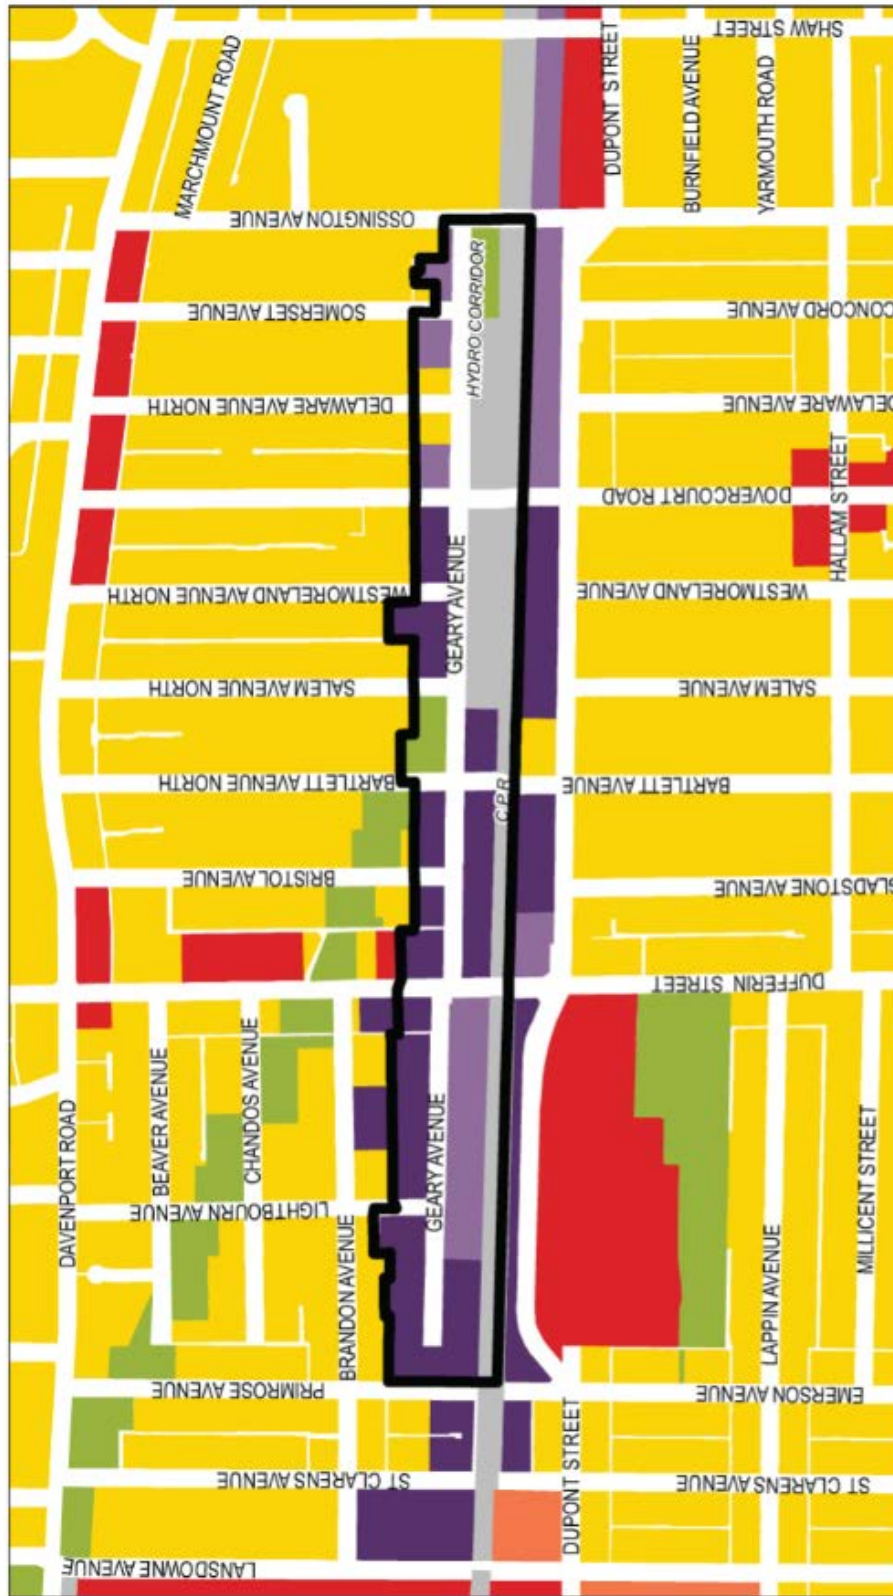 SHAW STREET
MARCHMOUNT ROAD
DUPONT STREET
BURNFIELD AVENUE
YARMOUTH ROAD
OSSINGTON AVENUE
HYDRO CORRIDOR
SOMERSET AVENUE
CONCORD AVENUE
DELAWARE AVENUE NORTH
DELAWARE AVENUE
DOVERCOURT ROAD
HALLAM STREET
GEARY AVENUE
WESTMORELAND AVENUE NORTH
WESTMORELAND AVENUE
SALEM AVENUE NORTH
SALEM AVENUE
BARTLETT AVENUE NORTH
CPR
BARTLETT AVENUE
BRISTOL AVENUE
GLADSTONE AVENUE
DUFFERIN STREET
DAVENPORT ROAD
BEAVER AVENUE
CHANDOS AVENUE
GEARY AVENUE
LIGHTBOURN AVENUE
BRANDON AVENUE
LAPPIN AVENUE
MILLICENT STREET
PRIMROSE AVENUE
EMERSON AVENUE
DUPONT STREET
ST CLARENS AVENUE
ST CLARENS AVENUE
LANSDOWNE AVENUE